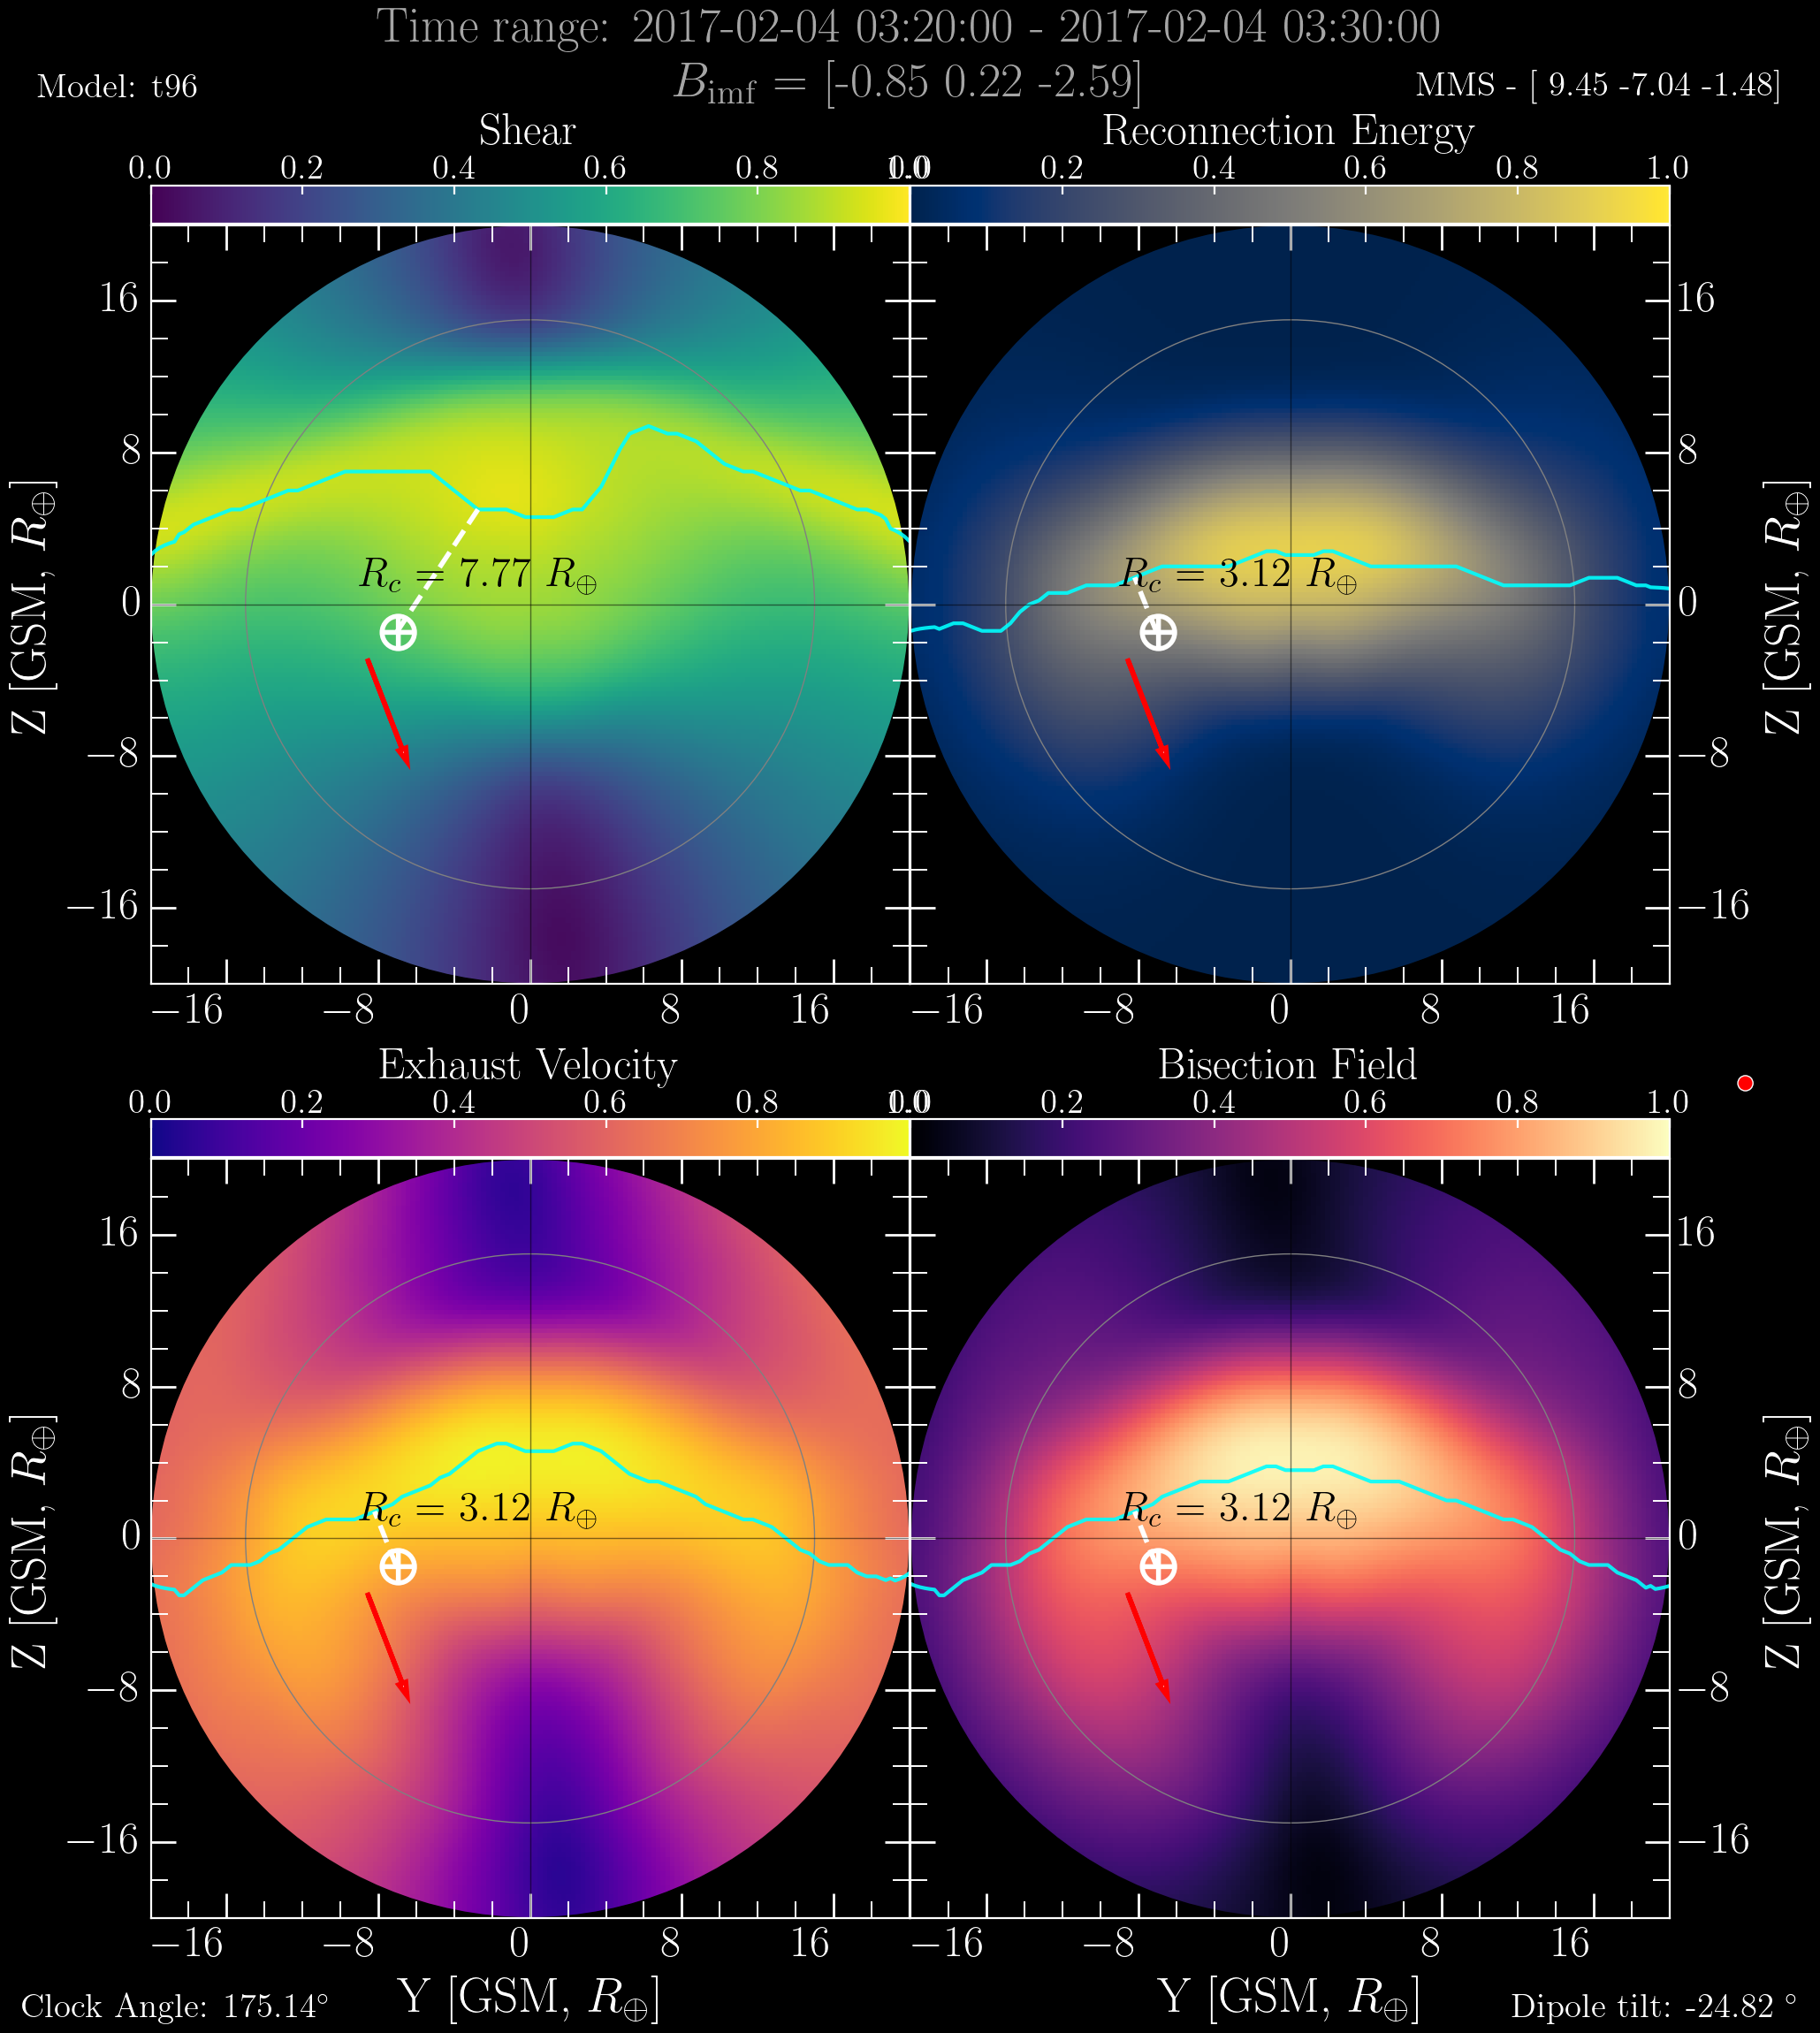 Time range: 2017-02-04 03:20:00 - 2017-02-04 03:30:00
Model: t96
B_imf = [-0.85 0.22 -2.59]
MMS - [ 9.45 -7.04 -1.48]
Shear
Reconnection Energy
0.0 0.2 0.4 0.6 0.8 1.0
0.0 0.2 0.4 0.6 0.8 1.0
16
8
0
−8
−16
Z [GSM, R⊕]
R_c = 7.77 R⊕
R_c = 3.12 R⊕
16
8
0
−8
−16
Z [GSM, R⊕]
−16 −8 0 8 16
−16 −8 0 8 16
Exhaust Velocity
Bisection Field
0.0 0.2 0.4 0.6 0.8 1.0
0.0 0.2 0.4 0.6 0.8 1.0
16
8
0
−8
−16
Z [GSM, R⊕]
R_c = 3.12 R⊕
R_c = 3.12 R⊕
16
8
0
−8
−16
Z [GSM, R⊕]
−16 −8 0 8 16
−16 −8 0 8 16
Y [GSM, R⊕]
Y [GSM, R⊕]
Clock Angle: 175.14°
Dipole tilt: -24.82 °